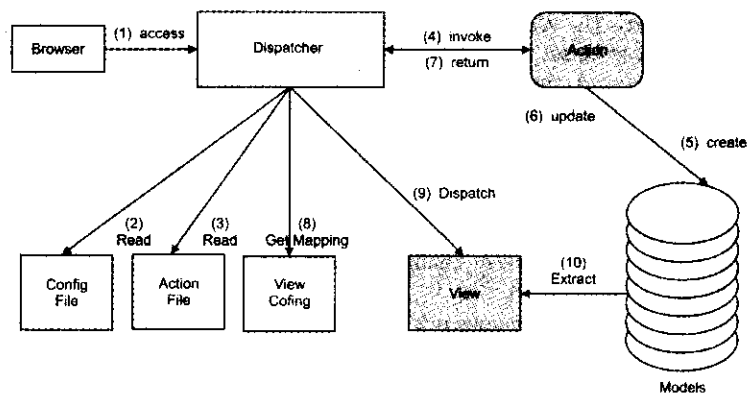 (1) access
Browser
Dispatcher
(4) invoke
(7) return
Action
(6) update
(5) create
(9) Dispatch
(2)
Read
(3)
Read
(8)
Get Mapping
Config
File
Action
File
View
Cofing
View
(10)
Extract
Models